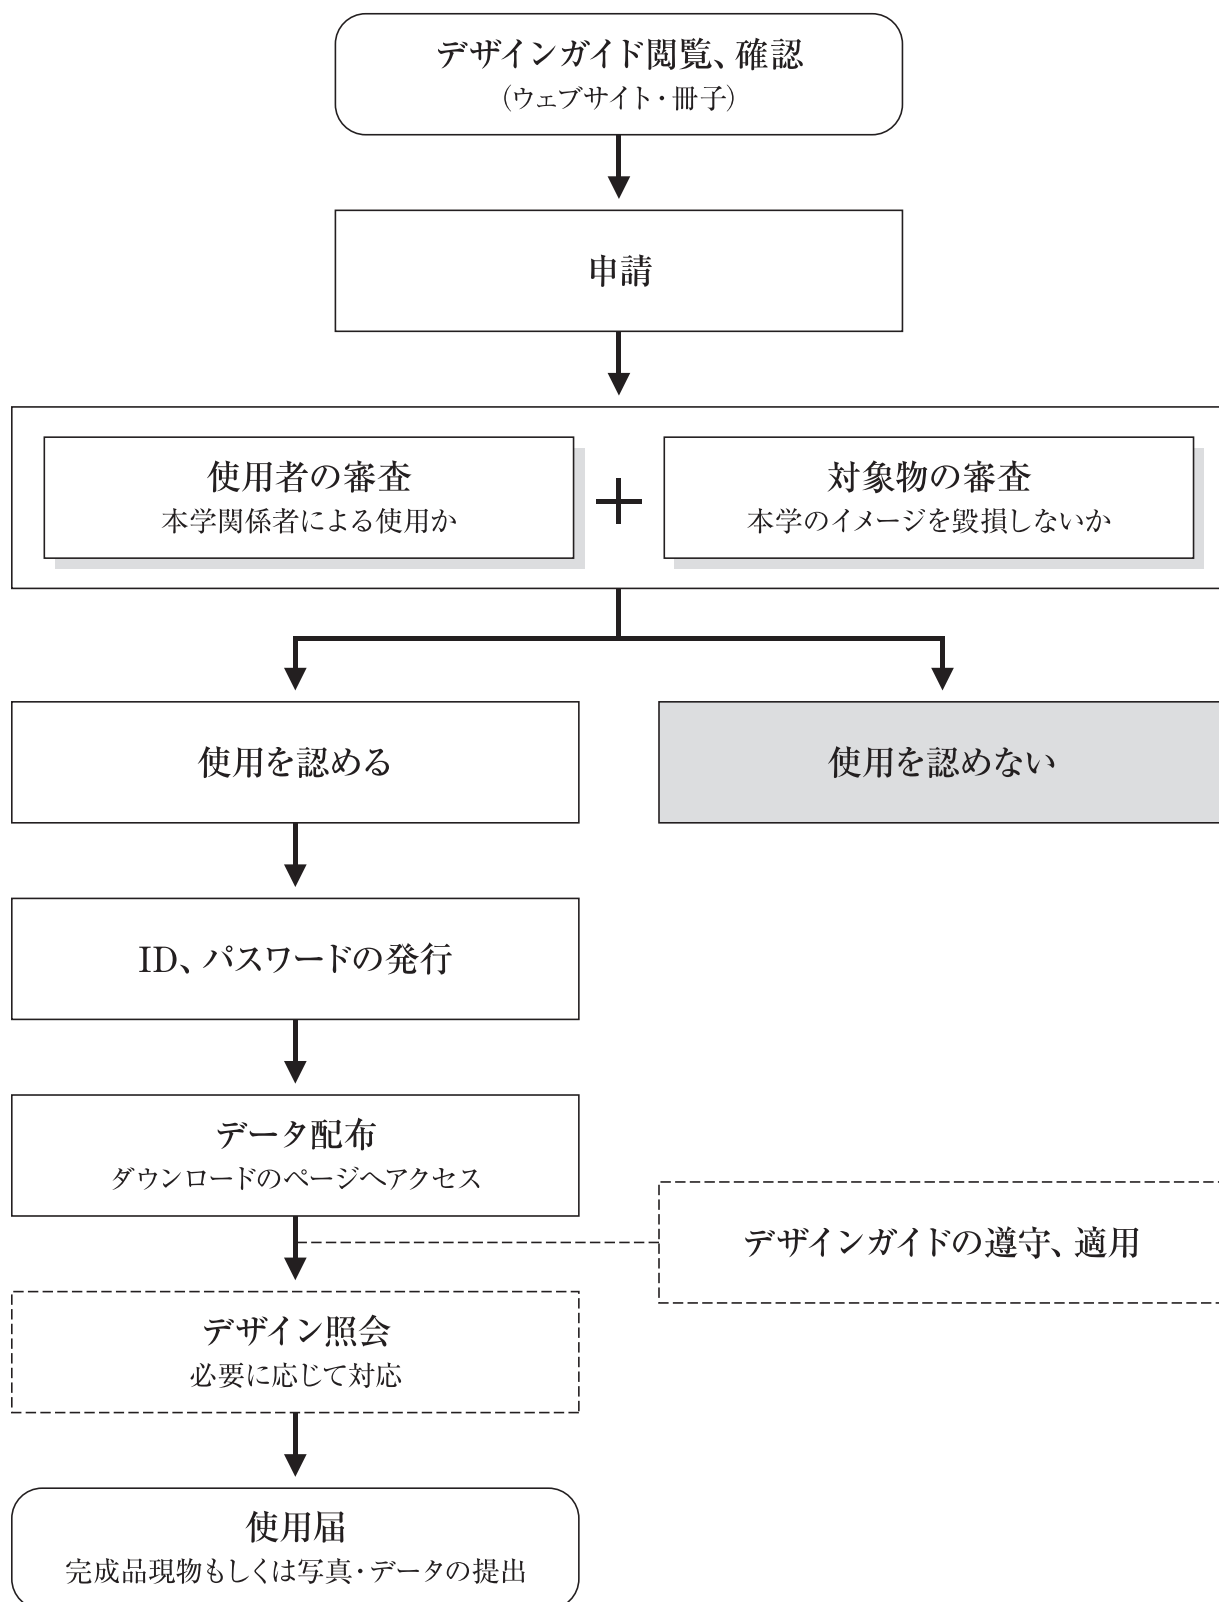 デザインガイド閲覧、確認
（ウェブサイト・冊子）
申請
使用者の審査
本学関係者による使用か
+
対象物の審査
本学のイメージを毀損しないか
使用を認める
使用を認めない
ID、パスワードの発行
データ配布
ダウンロードのページへアクセス
デザインガイドの遵守、適用
デザイン照会
必要に応じて対応
使用届
完成品現物もしくは写真・データの提出